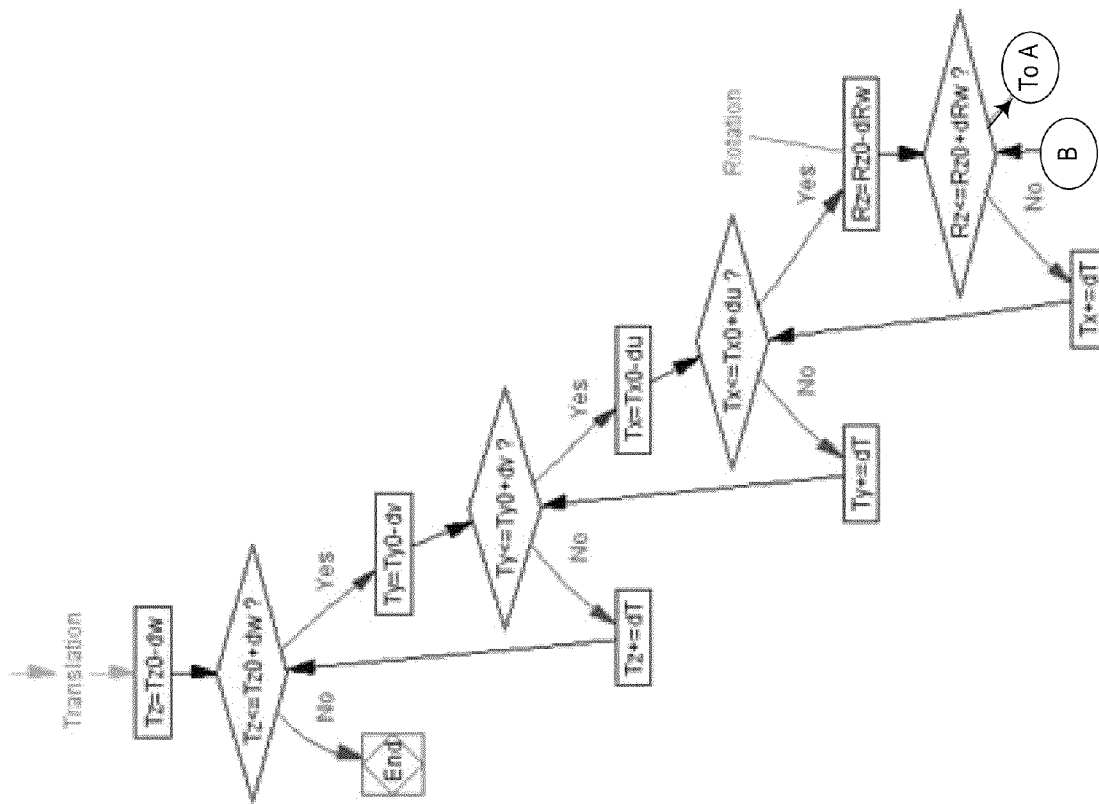 Translation
Tz=Tz0-dw
Tz<=Tz0+dw ?
No
Yes
End
Ty=Ty0-dv
Ty<=Ty0+dv ?
No
Yes
Tz+=dT
Tx=Tx0-du
Tx<=Tx0+du ?
No
Yes
Ty+=dT
Rotation
Rz=Rz0-dRw
Rz<=Rz0+dRw ?
No
To A
B
Tx+=dT